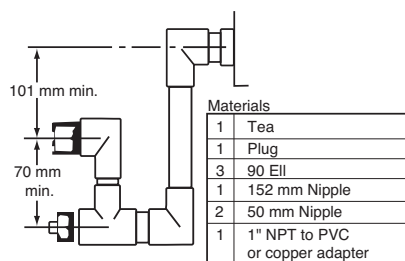 101 mm min.
70 mm
min.
Materials
1 Tea
1 Plug
3 90 Ell
1 152 mm Nipple
2 50 mm Nipple
1 1" NPT to PVC
or copper adapter